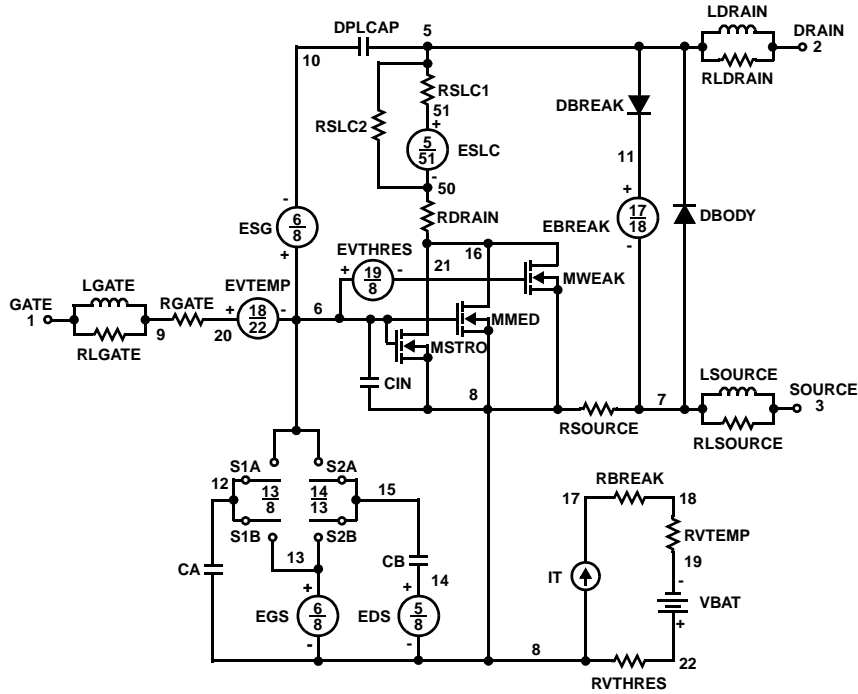 LDRAIN
DPLCAP 5 DRAIN
10 2
RLDRAIN
RSLC1
51
DBREAK
+
RSLC2
5
51
ESLC
11
-
50
- +
17
18
DBODY
6
8
ESG
RDRAIN
EBREAK
+
EVTHRES 16 -
+ 19
8
- 21
MWEAK
LGATE EVTEMP
GATE RGATE + 18
22
- 6
1
MMED
9 20
MSTRO
RLGATE
LSOURCE
CIN 8 7 SOURCE
3
RSOURCE
RLSOURCE
S1A S2A
12 13
8
14
13
15
RBREAK
17 18
S1B S2B
RVTEMP
13 CB
19
CA
14 IT -
+ +
VBAT
EGS 6
8
EDS 5
8
+
- -
8 22
RVTHRES